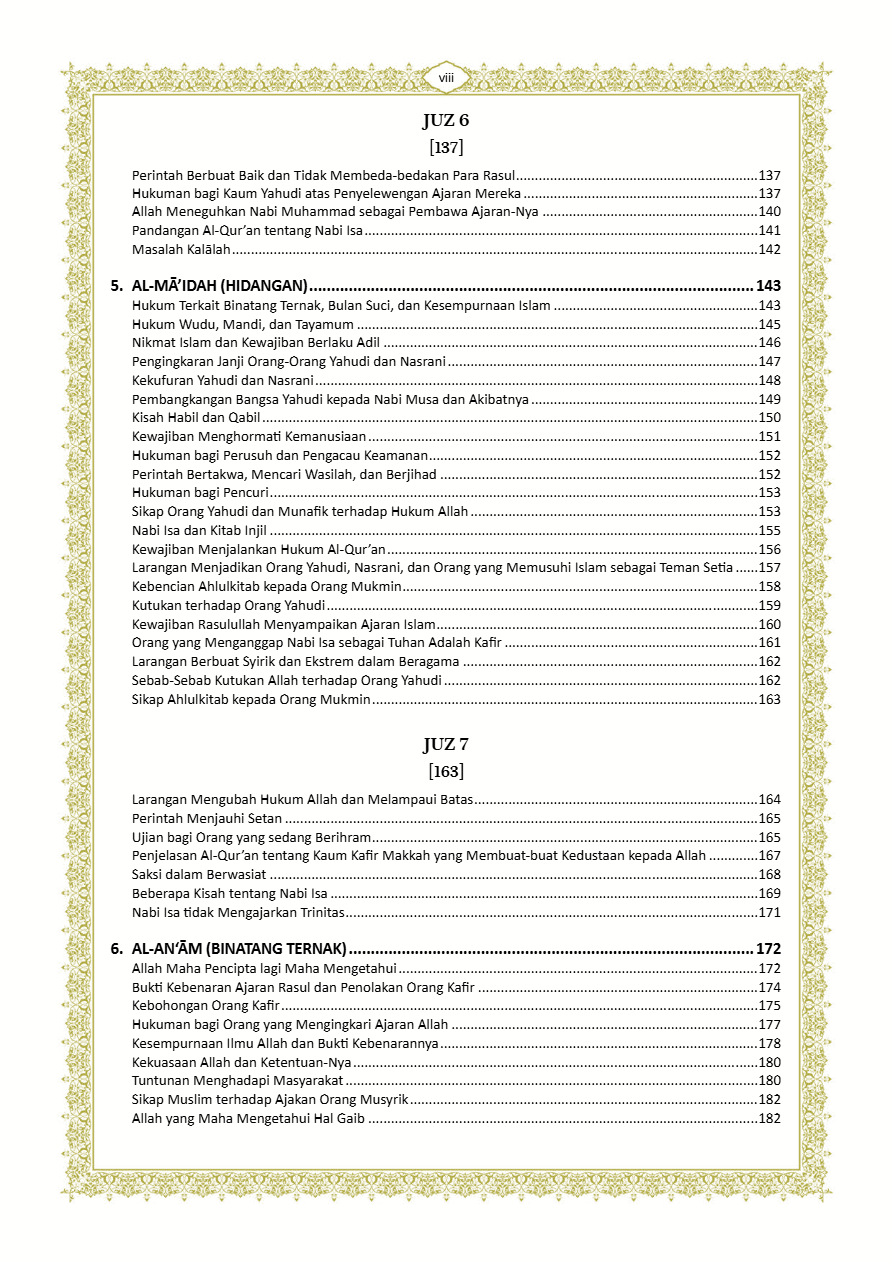 viii
JUZ 6
[137]
Perintah Berbuat Baik dan Tidak Membeda-bedakan Para Rasul..............................................................137
Hukuman bagi Kaum Yahudi atas Penyelewengan Ajaran Mereka............................................................137
Allah Meneguhkan Nabi Muhammad sebagai Pembawa Ajaran-Nya .......................................................140
Pandangan Al-Qur’an tentang Nabi Isa.....................................................................................................141
Masalah Kalālah.......................................................................................................................................142
5. AL-MĀ’IDAH (HIDANGAN).....................................................................................................143
Hukum Terkait Binatang Ternak, Bulan Suci, dan Kesempurnaan Islam ....................................................143
Hukum Wudu, Mandi, dan Tayamum .......................................................................................................145
Nikmat Islam dan Kewajiban Berlaku Adil ................................................................................................146
Pengingkaran Janji Orang-Orang Yahudi dan Nasrani................................................................................147
Kekufuran Yahudi dan Nasrani..................................................................................................................148
Pembangkangan Bangsa Yahudi kepada Nabi Musa dan Akibatnya..........................................................149
Kisah Habil dan Qabil................................................................................................................................150
Kewajiban Menghormati Kemanusiaan....................................................................................................151
Hukuman bagi Perusuh dan Pengacau Keamanan....................................................................................152
Perintah Bertakwa, Mencari Wasilah, dan Berjihad .................................................................................152
Hukuman bagi Pencuri.............................................................................................................................153
Sikap Orang Yahudi dan Munafik terhadap Hukum Allah..........................................................................153
Nabi Isa dan Kitab Injil .............................................................................................................................155
Kewajiban Menjalankan Hukum Al-Qur’an...............................................................................................156
Larangan Menjadikan Orang Yahudi, Nasrani, dan Orang yang Memusuhi Islam sebagai Teman Setia ......157
Kebencian Ahlulkitab kepada Orang Mukmin...........................................................................................158
Kutukan terhadap Orang Yahudi...............................................................................................................159
Kewajiban Rasulullah Menyampaikan Ajaran Islam..................................................................................160
Orang yang Menganggap Nabi Isa sebagai Tuhan Adalah Kafir .................................................................161
Larangan Berbuat Syirik dan Ekstrem dalam Beragama ............................................................................162
Sebab-Sebab Kutukan Allah terhadap Orang Yahudi.................................................................................162
Sikap Ahlulkitab kepada Orang Mukmin...................................................................................................163
JUZ 7
[163]
Larangan Mengubah Hukum Allah dan Melampaui Batas.........................................................................164
Perintah Menjauhi Setan .........................................................................................................................165
Ujian bagi Orang yang sedang Berihram...................................................................................................165
Penjelasan Al-Qur’an tentang Kaum Kafir Makkah yang Membuat-buat Kedustaan kepada Allah ............167
Saksi dalam Berwasiat .............................................................................................................................168
Beberapa Kisah tentang Nabi Isa .............................................................................................................169
Nabi Isa tidak Mengajarkan Trinitas..........................................................................................................171
6. AL-AN‘ĀM (BINATANG TERNAK)............................................................................................172
Allah Maha Pencipta lagi Maha Mengetahui............................................................................................172
Bukti Kebenaran Ajaran Rasul dan Penolakan Orang Kafir .......................................................................174
Kebohongan Orang Kafir..........................................................................................................................175
Hukuman bagi Orang yang Mengingkari Ajaran Allah ..............................................................................177
Kesempurnaan Ilmu Allah dan Bukti Kebenarannya.................................................................................178
Kekuasaan Allah dan Ketentuan-Nya........................................................................................................180
Tuntunan Menghadapi Masyarakat..........................................................................................................180
Sikap Muslim terhadap Ajakan Orang Musyrik.........................................................................................182
Allah yang Maha Mengetahui Hal Gaib ....................................................................................................182